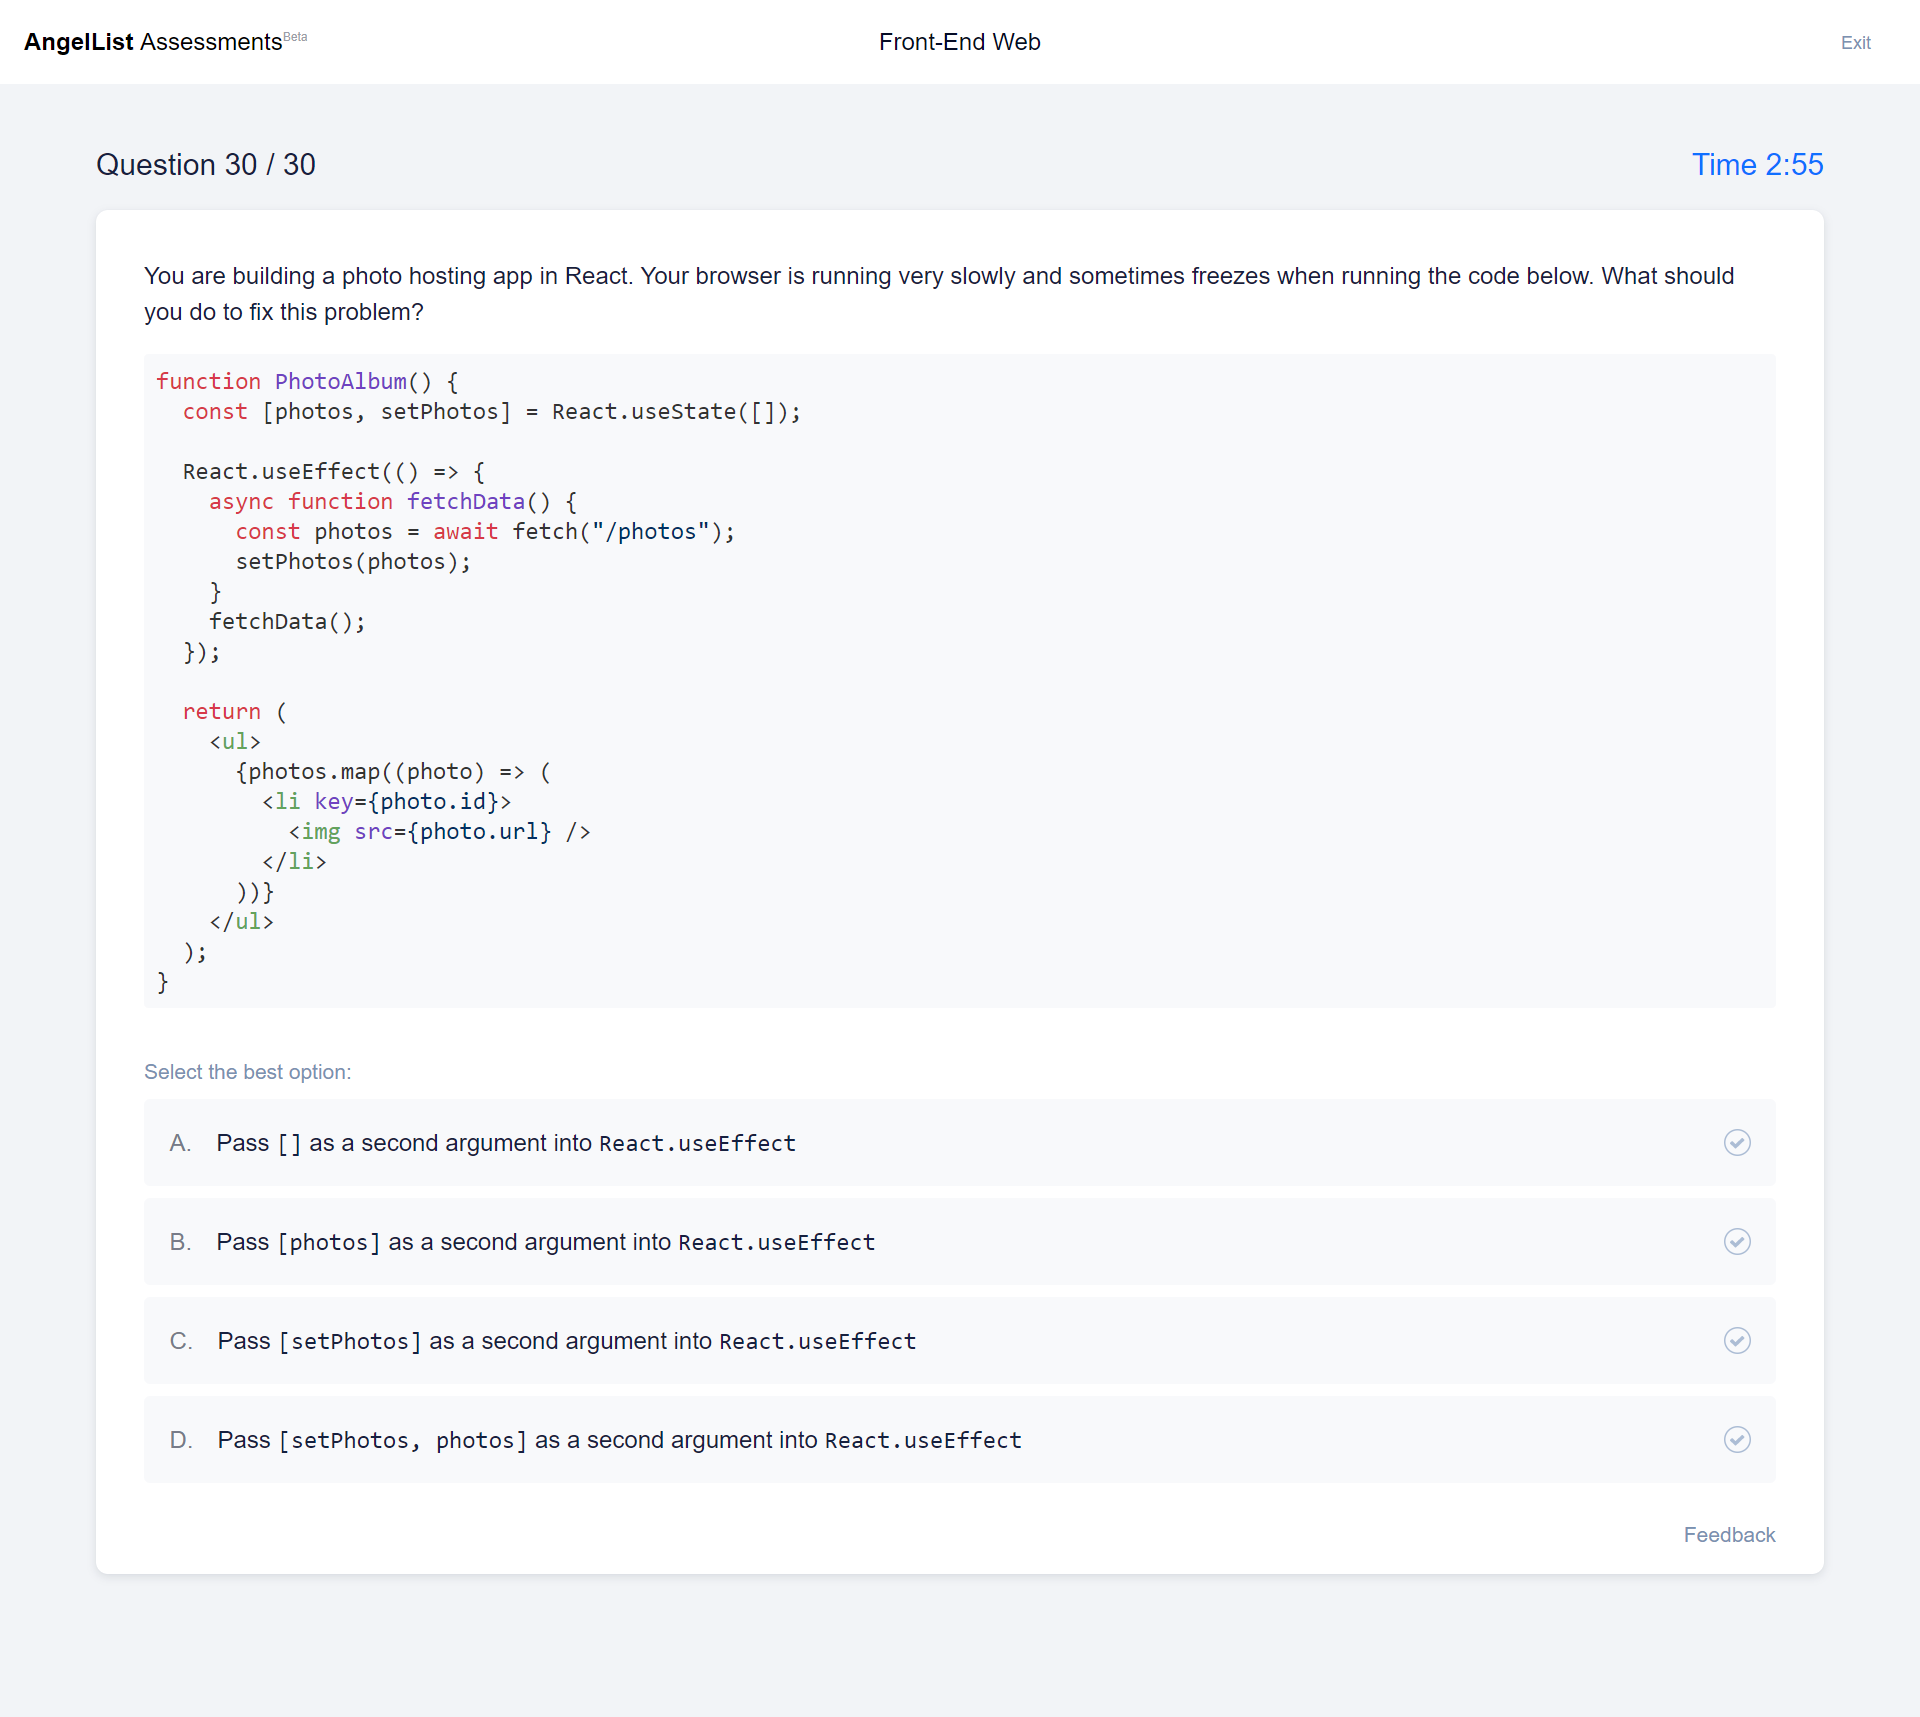 AngelList Assessments Beta
Front-End Web
Exit
Question 30 / 30
Time 2:55
You are building a photo hosting app in React. Your browser is running very slowly and sometimes freezes when running the code below. What should
you do to fix this problem?
function PhotoAlbum() {
  const [photos, setPhotos] = React.useState([]);

  React.useEffect(() => {
    async function fetchData() {
      const photos = await fetch("/photos");
      setPhotos(photos);
    }
    fetchData();
  });

  return (
    <ul>
      {photos.map((photo) => (
        <li key={photo.id}>
          <img src={photo.url} />
        </li>
      ))}
    </ul>
  );
}
Select the best option:
A. Pass [] as a second argument into React.useEffect
B. Pass [photos] as a second argument into React.useEffect
C. Pass [setPhotos] as a second argument into React.useEffect
D. Pass [setPhotos, photos] as a second argument into React.useEffect
Feedback